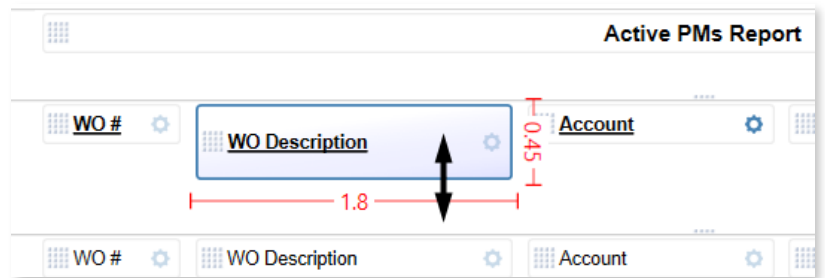 Active PMs Report
WO #
WO Description
Account
0.45
1.8
WO #
WO Description
Account